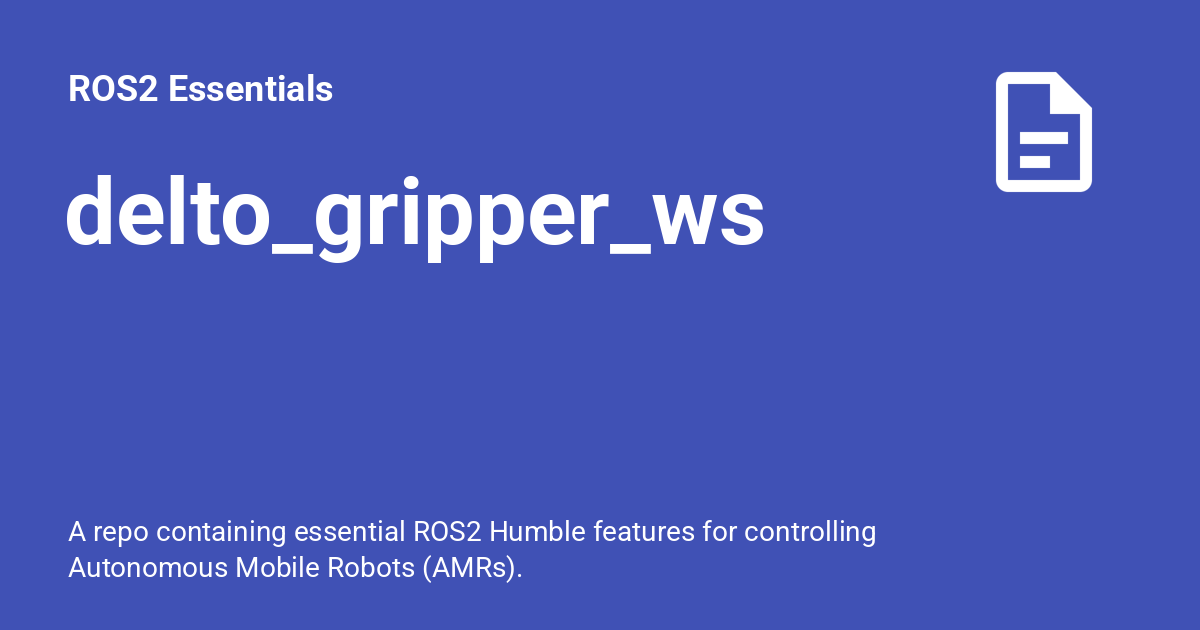 ROS2 Essentials
delto_gripper_ws
A repo containing essential ROS2 Humble features for controlling
Autonomous Mobile Robots (AMRs).